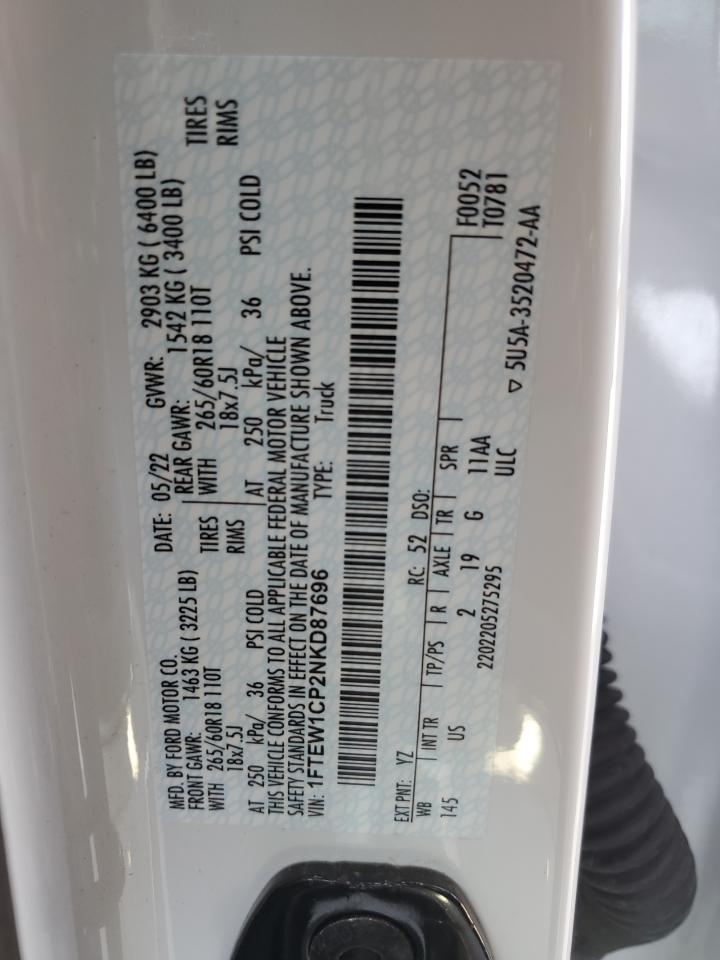 MFD. BY FORD MOTOR CO.
DATE: 05/22 GVWR: 2903 KG ( 6400 LB)
FRONT GAWR: 1463 KG ( 3225 LB) REAR GAWR: 1542 KG ( 3400 LB)
WITH 265/60R18 110T TIRES WITH 265/60R18 110T TIRES
18x7.5J RIMS 18x7.5J RIMS
AT 250 kPa/ 36 PSI COLD AT 250 kPa/ 36 PSI COLD
THIS VEHICLE CONFORMS TO ALL APPLICABLE FEDERAL MOTOR VEHICLE
SAFETY STANDARDS IN EFFECT ON THE DATE OF MANUFACTURE SHOWN ABOVE.
VIN: 1FTEW1CP2NKD87696 TYPE: Truck
EXT PNT: YZ RC: 52 DSO:
WB INT TR TP/PS R AXLE TR SPR F0052
145 US 2 19 G 11AA T0781
2202205275295 ULC
▽ 5U5A-3520472-AA